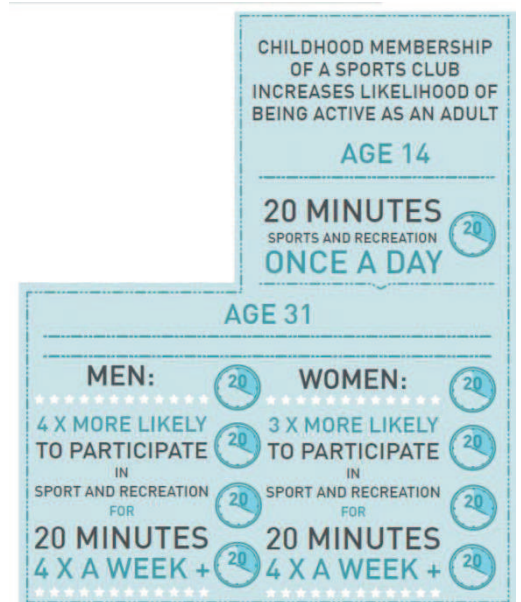 CHILDHOOD MEMBERSHIP
OF A SPORTS CLUB
INCREASES LIKELIHOOD OF
BEING ACTIVE AS AN ADULT
AGE 14
20 MINUTES
20
SPORTS AND RECREATION
ONCE A DAY
AGE 31
MEN:
20
4 X MORE LIKELY
TO PARTICIPATE
20
IN
SPORT AND RECREATION
20
FOR
20 MINUTES
4 X A WEEK +
20
WOMEN:
20
3 X MORE LIKELY
TO PARTICIPATE
20
IN
SPORT AND RECREATION
20
FOR
20 MINUTES
4 X A WEEK +
20